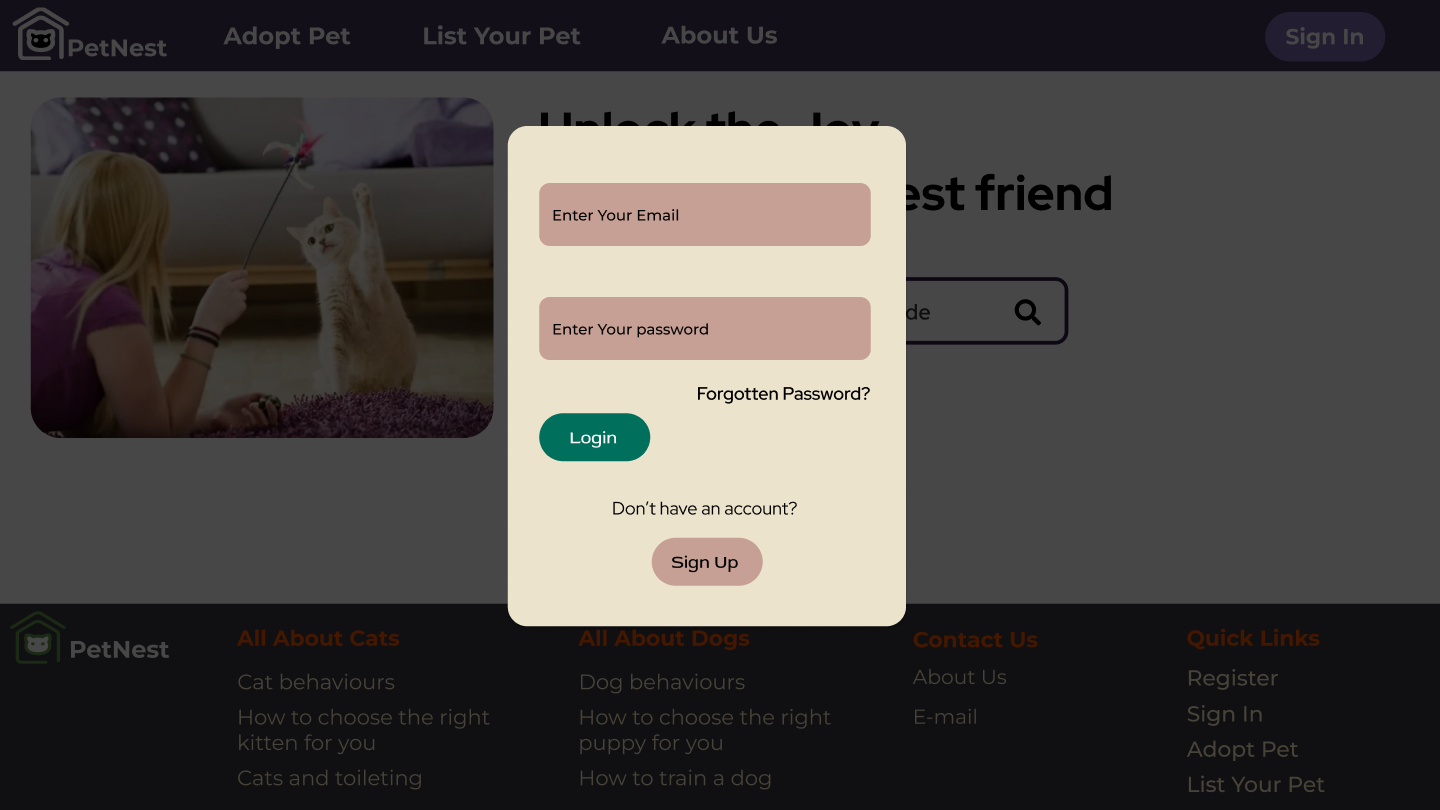 PetNest
Adopt Pet
List Your Pet
About Us
Sign In
Unlock the Joy
est friend
de
Enter Your Email
Enter Your password
Forgotten Password?
Login
Don't have an account?
Sign Up
PetNest
All About Cats
Cat behaviours
How to choose the right
kitten for you
Cats and toileting
All About Dogs
Dog behaviours
How to choose the right
puppy for you
How to train a dog
Contact Us
About Us
E-mail
Quick Links
Register
Sign In
Adopt Pet
List Your Pet